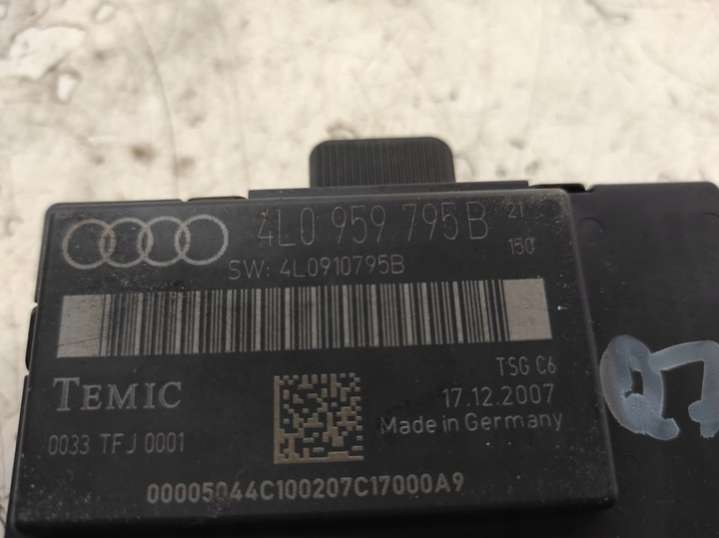 4L0 959 795 B 21
150
SW: 4L0910795B
TSG C6
TEMIC
17.12.2007
Made in Germany
0033 TFJ 0001
00005044C100207C17000A9